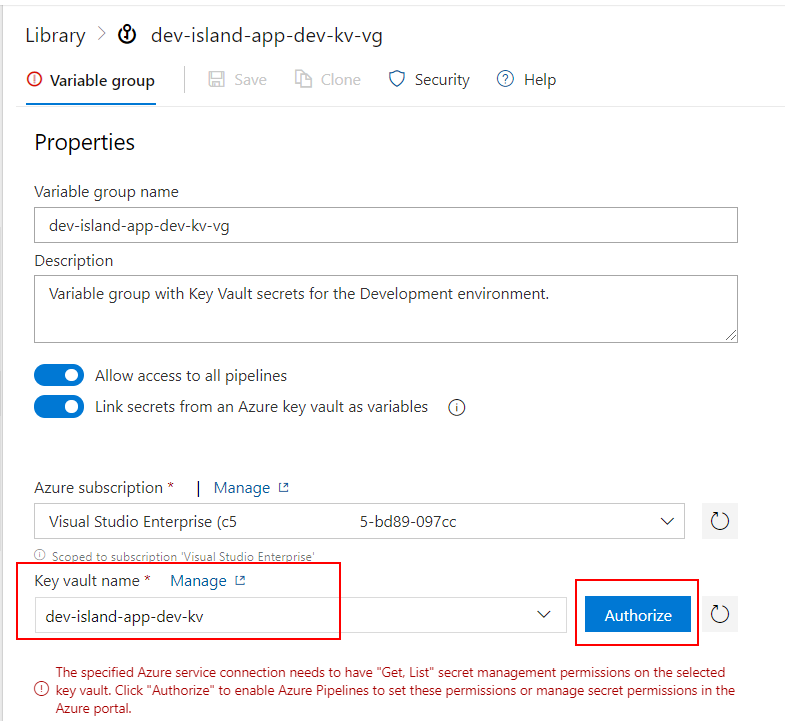 Library > dev-island-app-dev-kv-vg
Variable group Save Clone Security Help
Properties
Variable group name
dev-island-app-dev-kv-vg
Description
Variable group with Key Vault secrets for the Development environment.
Allow access to all pipelines
Link secrets from an Azure key vault as variables
Azure subscription * | Manage
Visual Studio Enterprise (c5 5-bd89-097cc
Scoped to subscription 'Visual Studio Enterprise'
Key vault name * Manage
dev-island-app-dev-kv Authorize
The specified Azure service connection needs to have "Get, List" secret management permissions on the selected
key vault. Click "Authorize" to enable Azure Pipelines to set these permissions or manage secret permissions in the
Azure portal.